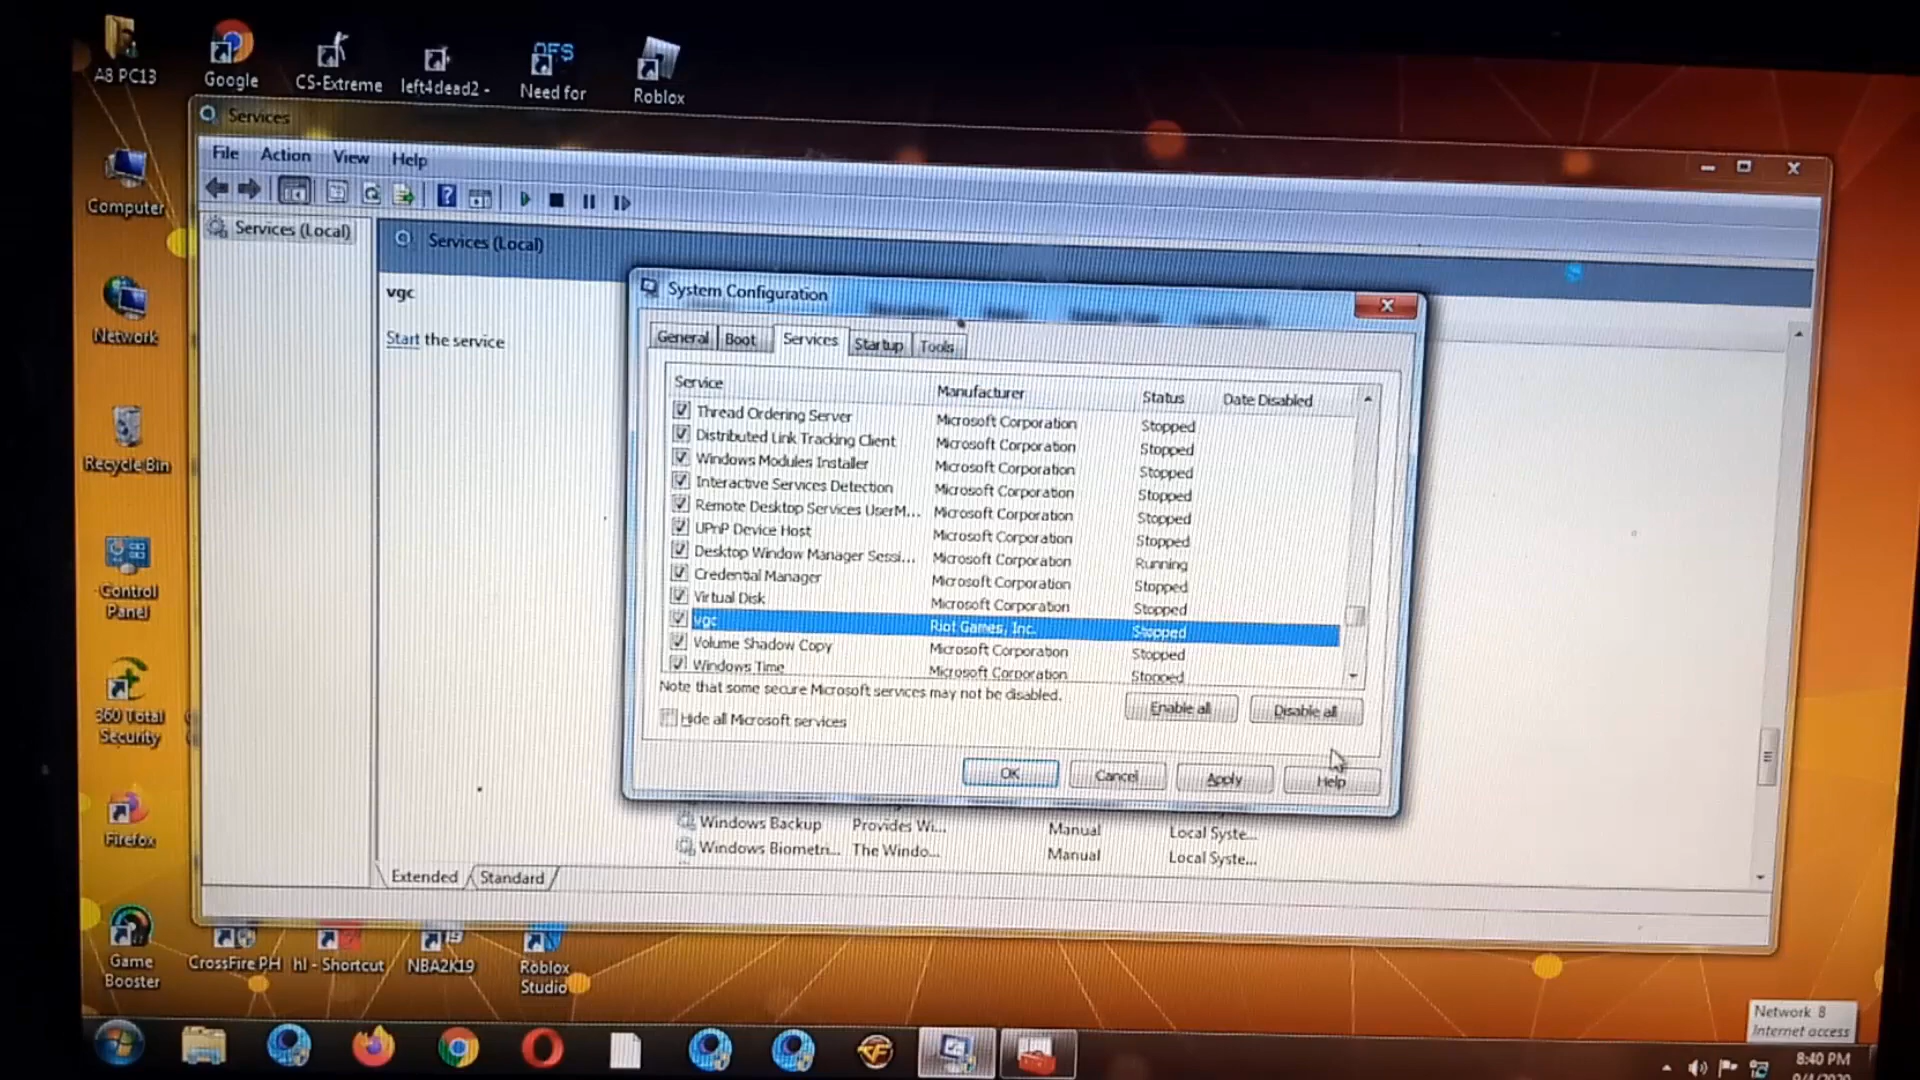 A8 PC13
Google
CS-Extreme
left4dead2 -
Need for
Roblox
Services
File Action View Help
Services (Local)
Services (Local)
vgc
Start the service
System Configuration
General Boot Services Startup Tools
Service Manufacturer Status Date Disabled
Thread Ordering Server Microsoft Corporation Stopped
Distributed Link Tracking Client Microsoft Corporation Stopped
Windows Modules Installer Microsoft Corporation Stopped
Interactive Services Detection Microsoft Corporation Stopped
Remote Desktop Services UserM... Microsoft Corporation Stopped
UPnP Device Host Microsoft Corporation Stopped
Desktop Window Manager Sessi... Microsoft Corporation Running
Credential Manager Microsoft Corporation Stopped
Virtual Disk Microsoft Corporation Stopped
vgc Riot Games, Inc. Stopped
Volume Shadow Copy Microsoft Corporation Stopped
Windows Time Microsoft Corporation Stopped
Note that some secure Microsoft services may not be disabled.
Enable all Disable all
Hide all Microsoft services
OK Cancel Apply Help
Windows Backup Provides Wi... Manual Local Syste...
Windows Biometri... The Windo... Manual Local Syste...
Extended Standard
Computer
Network
Recycle Bin
Control
Panel
360 Total
Security
Firefox
Game
Booster
CrossFire PH
hl - Shortcut
NBA2K19
Roblox
Studio
Network 8
Internet access
8:40 PM